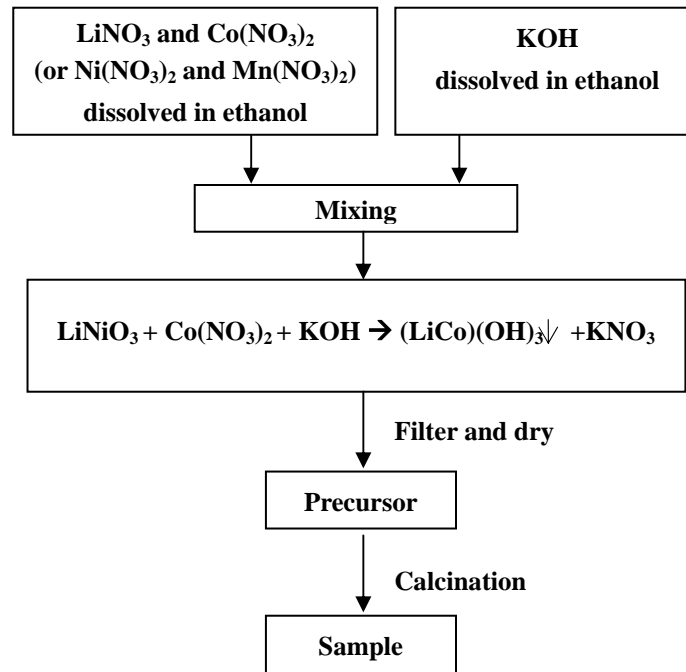 LiNO₃ and Co(NO₃)₂
(or Ni(NO₃)₂ and Mn(NO₃)₂)
dissolved in ethanol
KOH
dissolved in ethanol
Mixing
LiNiO₃ + Co(NO₃)₂ + KOH → (LiCo)(OH)₃↓ +KNO₃
Filter and dry
Precursor
Calcination
Sample